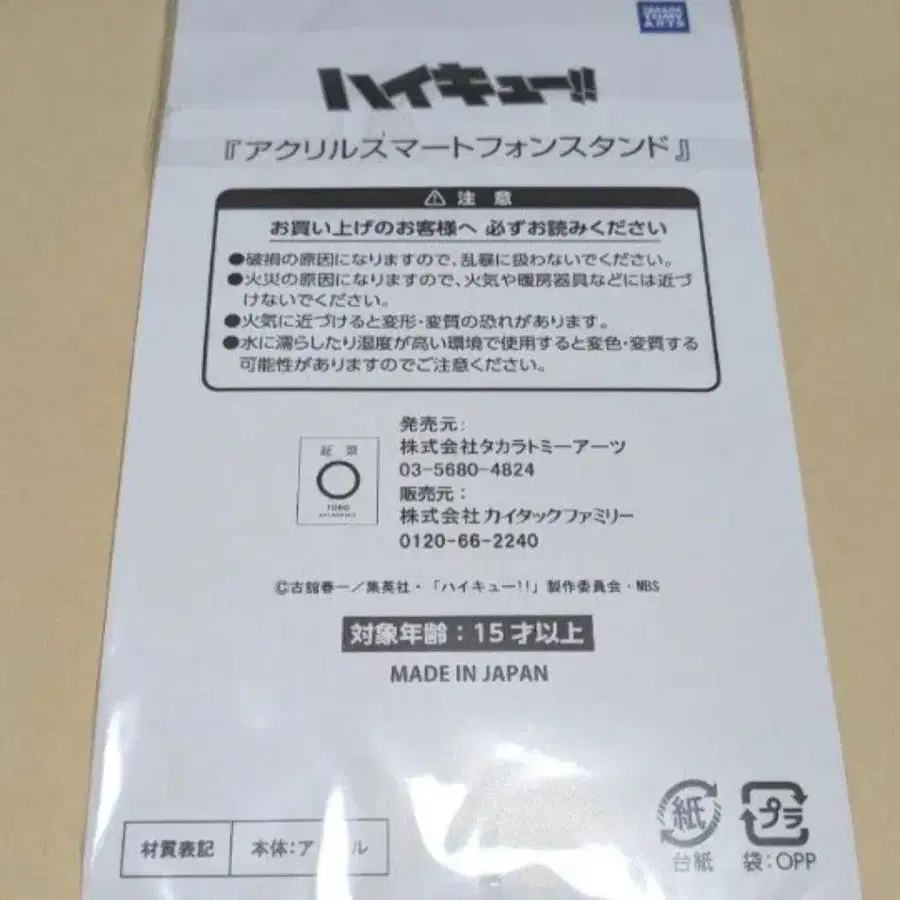 TAKARA TOMY ARTS
ハイキュー!!
『アクリルスマートフォンスタンド』
⚠ 注意
お買い上げのお客様へ 必ずお読みください
●破損の原因になりますので、乱暴に扱わないでください。
●火災の原因になりますので、火気や暖房器具などには近づ
けないでください。
●火気に近づけると変形・変質の恐れがあります。
●水に濡らしたり湿度が高い環境で使用すると変色・変質する
可能性がありますのでご注意ください。
証票
TOHO
発売元:
株式会社タカラトミーアーツ
03-5680-4824
販売元:
株式会社カイタックファミリー
0120-66-2240
©古舘春一/集英社・「ハイキュー!!」製作委員会・MBS
対象年齢:15才以上
MADE IN JAPAN
紙
台紙
プラ
袋:OPP
材質表記
本体:ア ル